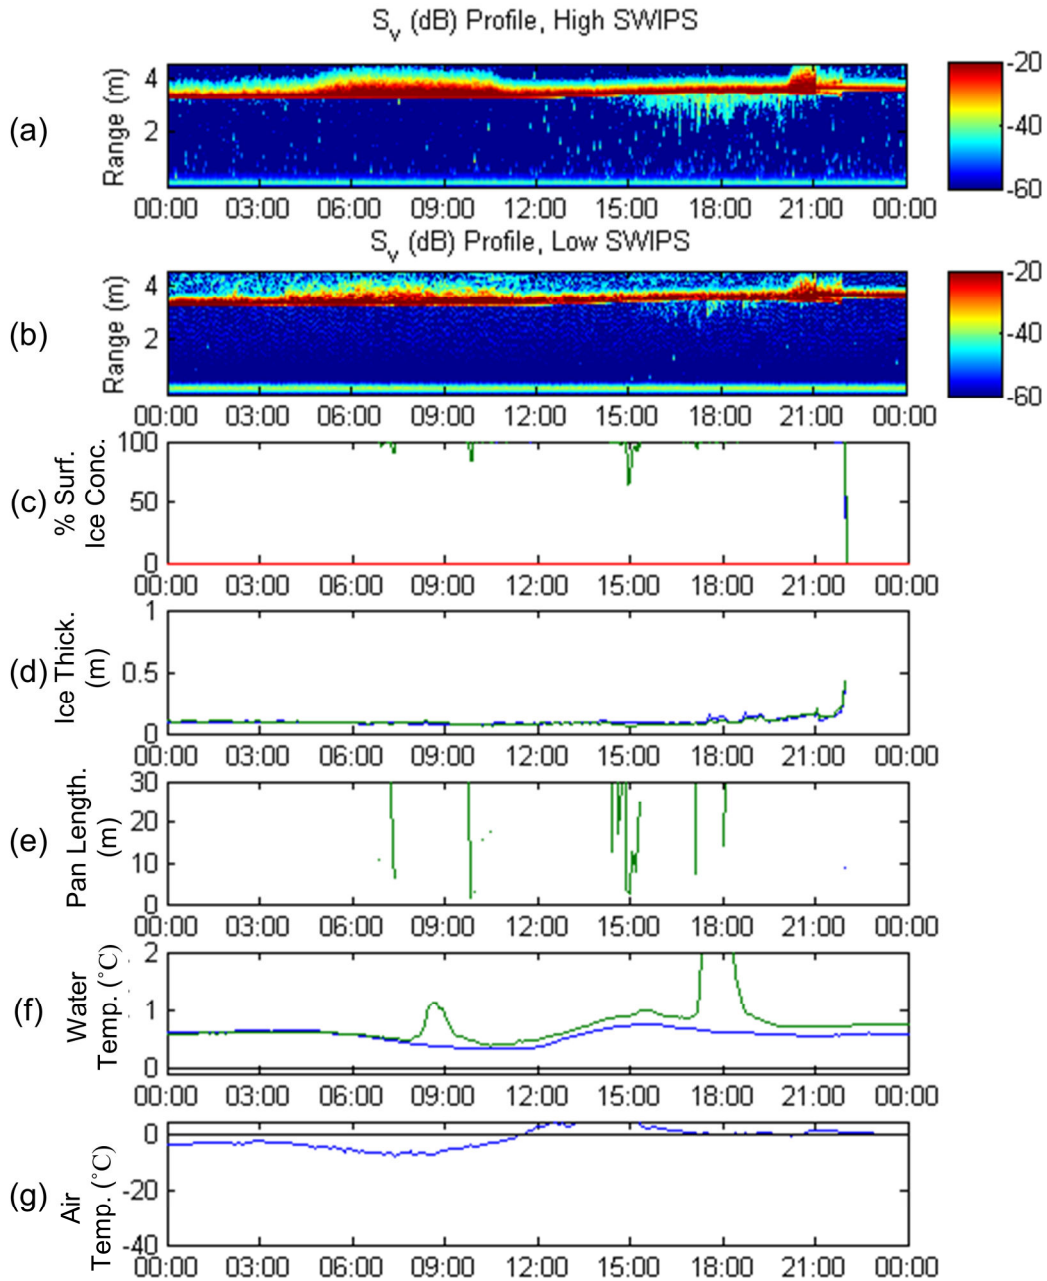 Sv (dB) Profile, High SWIPS
(a)
Range (m)
4
2
-20
-40
-60
00:00 03:00 06:00 09:00 12:00 15:00 18:00 21:00 00:00
Sv (dB) Profile, Low SWIPS
(b)
Range (m)
4
2
-20
-40
-60
00:00 03:00 06:00 09:00 12:00 15:00 18:00 21:00 00:00
(c)
% Surf.
Ice Conc.
100
50
0
00:00 03:00 06:00 09:00 12:00 15:00 18:00 21:00 00:00
(d)
Ice Thick.
(m)
1
0.5
0
00:00 03:00 06:00 09:00 12:00 15:00 18:00 21:00 00:00
(e)
Pan Length.
(m)
30
20
10
0
00:00 03:00 06:00 09:00 12:00 15:00 18:00 21:00 00:00
(f)
Water
Temp. (°C)
2
1
0
00:00 03:00 06:00 09:00 12:00 15:00 18:00 21:00 00:00
(g)
Air
Temp. (°C)
0
-20
-40
00:00 03:00 06:00 09:00 12:00 15:00 18:00 21:00 00:00